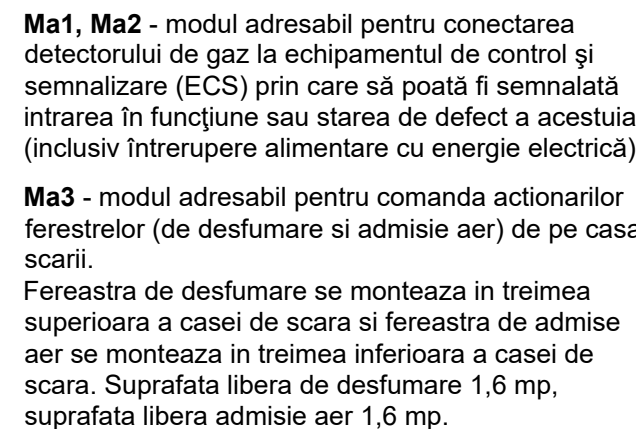 Ma1, Ma2 - modul adresabil pentru conectarea
detectorului de gaz la echipamentul de control şi
semnalizare (ECS) prin care să poată fi semnalată
intrarea în funcţiune sau starea de defect a acestuia
(inclusiv întrerupere alimentare cu energie electrică)
Ma3 - modul adresabil pentru comanda actionarilor
ferestrelor (de desfumare si admisie aer) de pe casa
scarii.
Fereastra de desfumare se monteaza in treimea
superioara a casei de scara si fereastra de admise
aer se monteaza in treimea inferioara a casei de
scara. Suprafata libera de desfumare 1,6 mp,
suprafata libera admisie aer 1,6 mp.